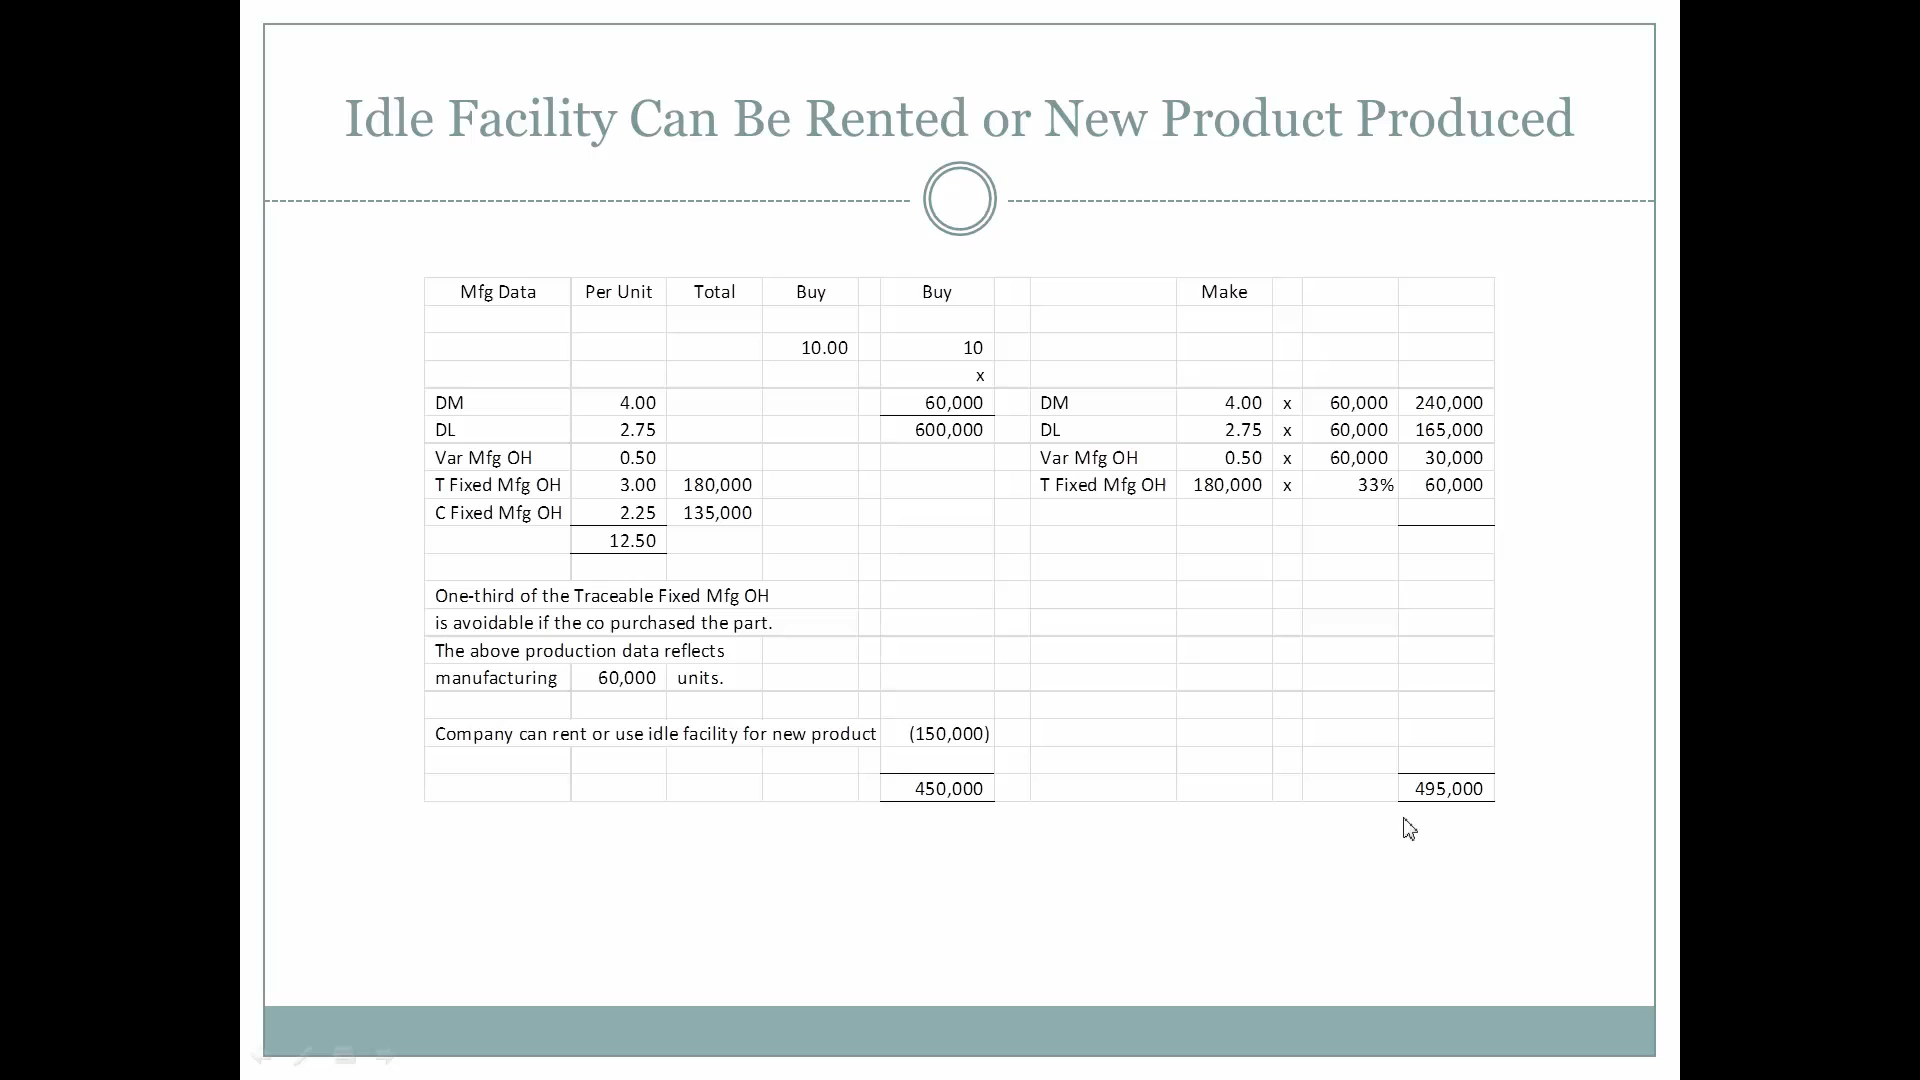 Idle Facility Can Be Rented or New Product Produced
Mfg Data Per Unit Total Buy Buy Make
10.00 10
x
DM 4.00 60,000 DM 4.00 x 60,000 240,000
DL 2.75 600,000 DL 2.75 x 60,000 165,000
Var Mfg OH 0.50 Var Mfg OH 0.50 x 60,000 30,000
T Fixed Mfg OH 3.00 180,000 T Fixed Mfg OH 180,000 x 33% 60,000
C Fixed Mfg OH 2.25 135,000
12.50
One-third of the Traceable Fixed Mfg OH
is avoidable if the co purchased the part.
The above production data reflects
manufacturing 60,000 units.
Company can rent or use idle facility for new product (150,000)
450,000 495,000